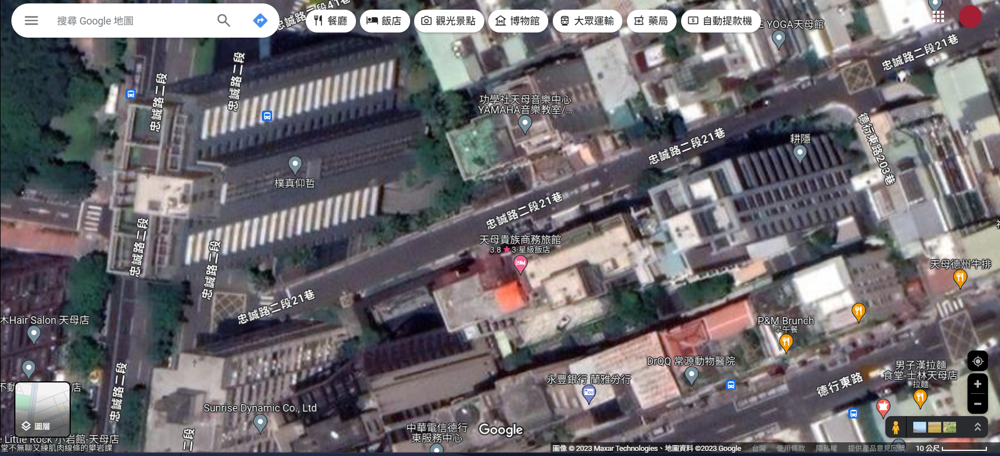 搜尋 Google 地圖
餐廳
飯店
觀光景點
博物館
大眾運輸
藥局
自動提款機
忠誠路二段41巷
YOGA天母館
忠誠路二段21巷
忠誠路二段
忠誠路二段
功學社天母音樂中心
YAMAHA音樂教室/...
德行東路203巷
耕隱
忠誠路二段21巷
樸真仰哲
忠誠路二段21巷
忠誠路二段
天母貴族商務旅館
3.8 ★ 3-星級飯店
忠誠路二段
天母德州牛排
忠誠路二段21巷
木Hair Salon 天母店
P&M Brunch
早午餐
DrQQ 常源動物醫院
男子漢拉麵
食堂-士林天母店
拉麵
永豐銀行 蘭雅分行
德行東路
忠誠路二段
Sunrise Dynamic Co., Ltd
圖層
中華電信德行
東服務中心
Google
二段
Little Rock 小岩館-天母店
堂不無聊又練肌肉線條的攀岩課
圖像 © 2023 Maxar Technologies、地圖資料 ©2023 Google
台灣
使用條款
隱私權
提供產品意見回饋
10 公尺